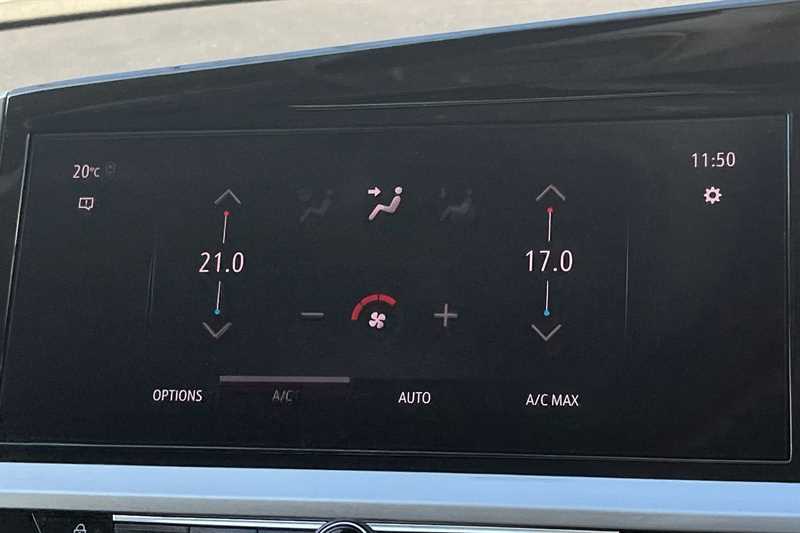 20°C
11:50
21.0
17.0
OPTIONS
A/C
AUTO
A/C MAX